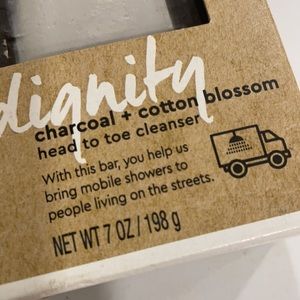 dignity
charcoal + cotton blossom
head to toe cleanser
With this bar, you help us
bring mobile showers to
people living on the streets.
NET WT 7 OZ / 198 g